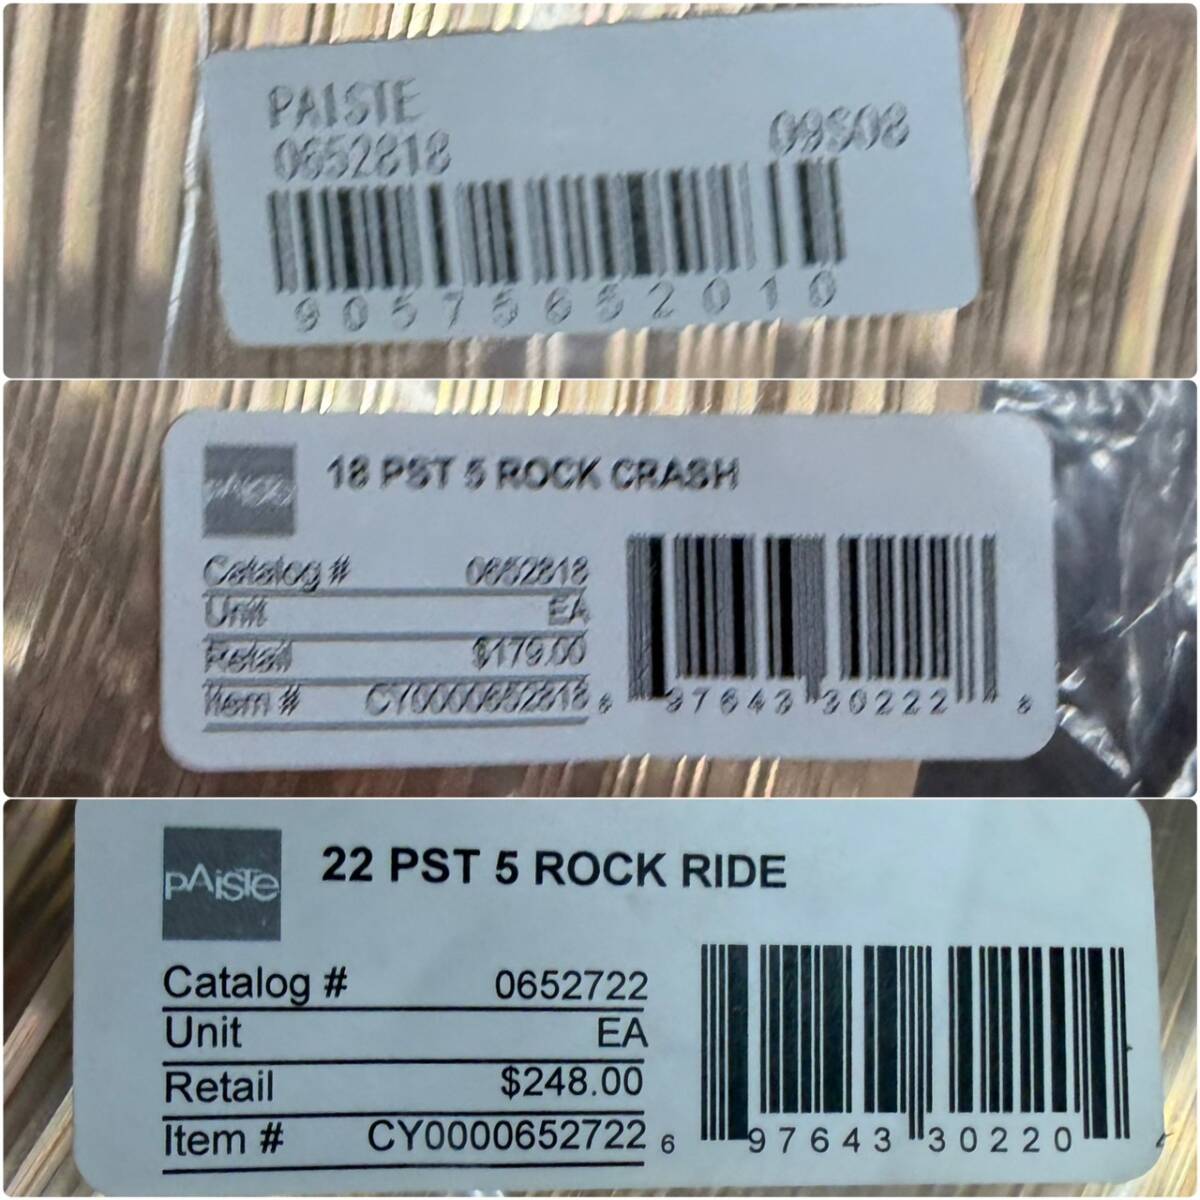 PAISTE
0652818
09S08
90575652010
PAiSTe
18 PST 5 ROCK CRASH
Catalog # 0652818
Unit EA
Retail $179.00
Item # CY0000652818
6 97643 30222 8
PAiSTe
22 PST 5 ROCK RIDE
Catalog # 0652722
Unit EA
Retail $248.00
Item # CY0000652722
6 97643 30220